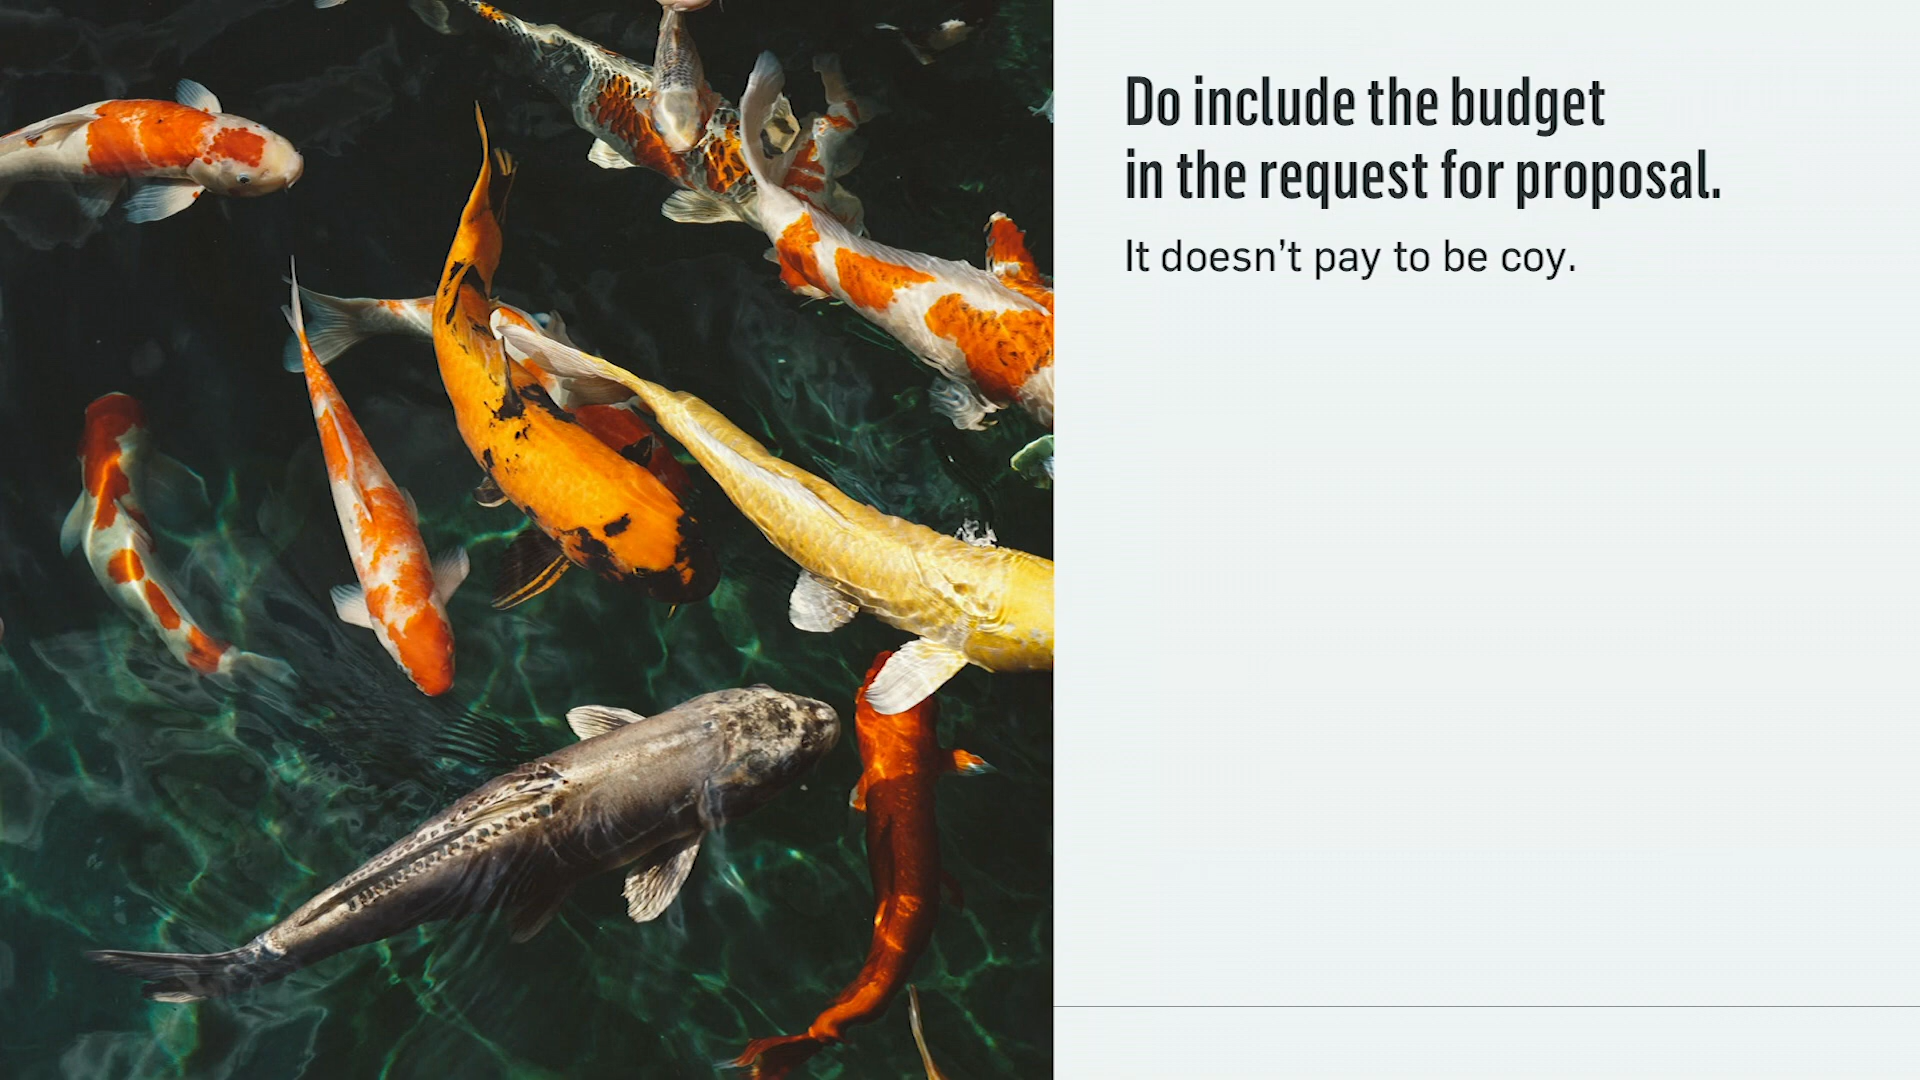 Do include the budget
in the request for proposal.
It doesn’t pay to be coy.